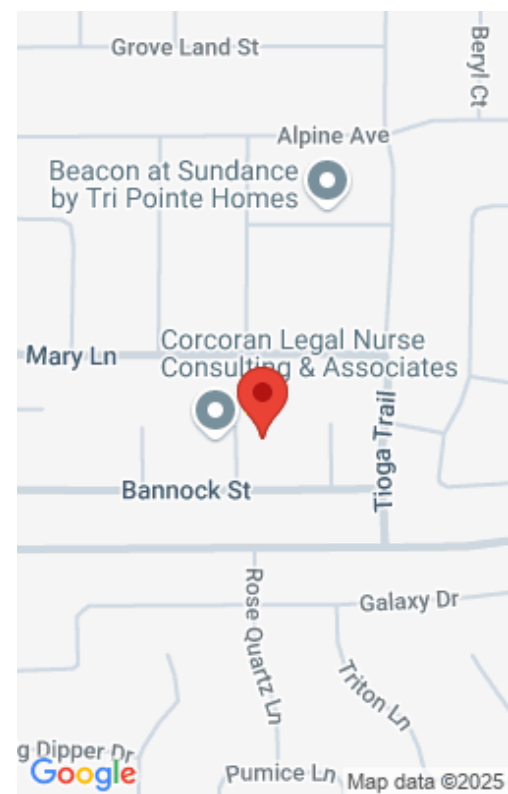 Grove Land St
Beryl Ct
Alpine Ave
Beacon at Sundance
by Tri Pointe Homes
Mary Ln
Corcoran Legal Nurse
Consulting & Associates
Tioga Trail
Bannock St
Rose Quartz Ln
Galaxy Dr
Triton Ln
g Dipper Dr
Google
Pumice Ln
Map data ©2025